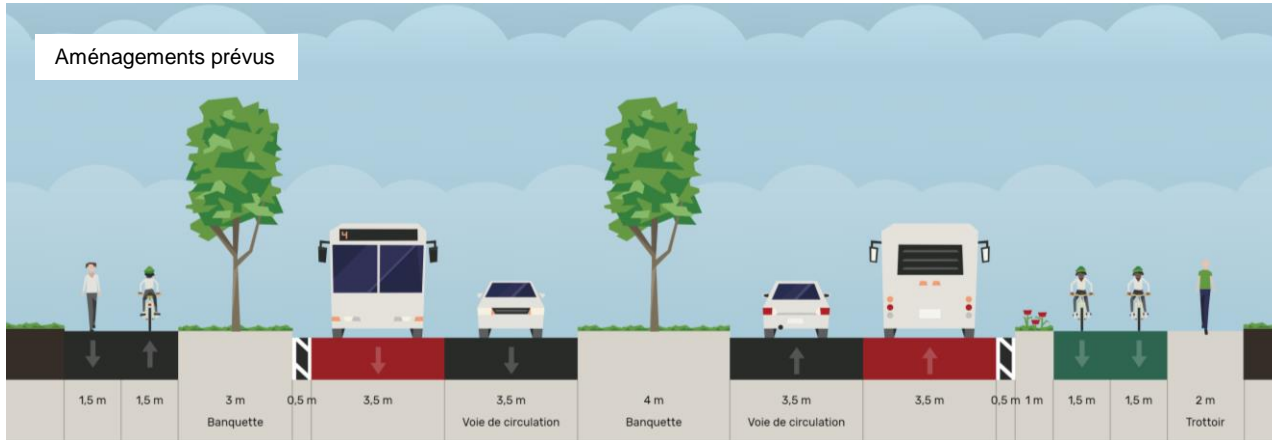 Aménagements prévus
4
1,5 m
1,5 m
3 m
Banquette
0,5 m
3,5 m
3,5 m
Voie de circulation
4 m
Banquette
3,5 m
Voie de circulation
3,5 m
0,5 m
1 m
1,5 m
1,5 m
2 m
Trottoir